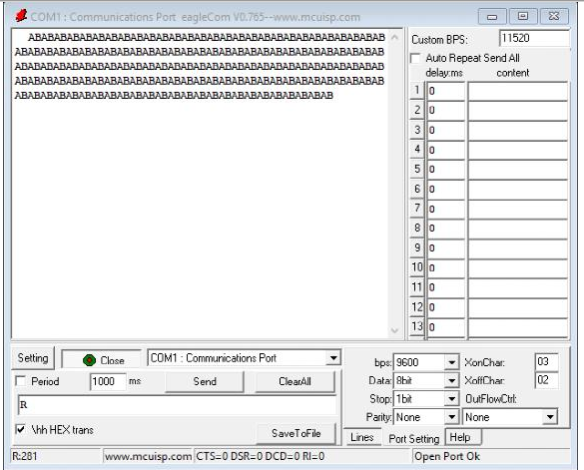 COM1 : Communications Port eagleCom V0.765--www.mcuisp.com
ABABABABABABABABABABABABABABABABABABABABABABABABABABAB
ABABABABABABABABABABABABABABABABABABABABABABABABABABABAB
ABABABABABABABABABABABABABABABABABABABABABABABABABABABAB
ABABABABABABABABABABABABABABABABABABABABABABABABABABABAB
ABABABABABABABABABABABABABABABABABABABABABABABAB
Custom BPS: 11520
Auto Repeat Send All
delay:ms content
1 0
2 0
3 0
4 0
5 0
6 0
7 0
8 0
9 0
10 0
11 0
12 0
13 0
Setting Close COM1 : Communications Port
Period 1000 ms Send ClearAll
R
\hh HEX trans SaveToFile
bps: 9600 XonChar: 03
Data: 8bit XoffChar: 02
Stop: 1bit OutFlowCtrl:
Parity: None None
Lines Port Setting Help
R:281 www.mcuisp.com CTS=0 DSR=0 DCD=0 RI=0 Open Port Ok